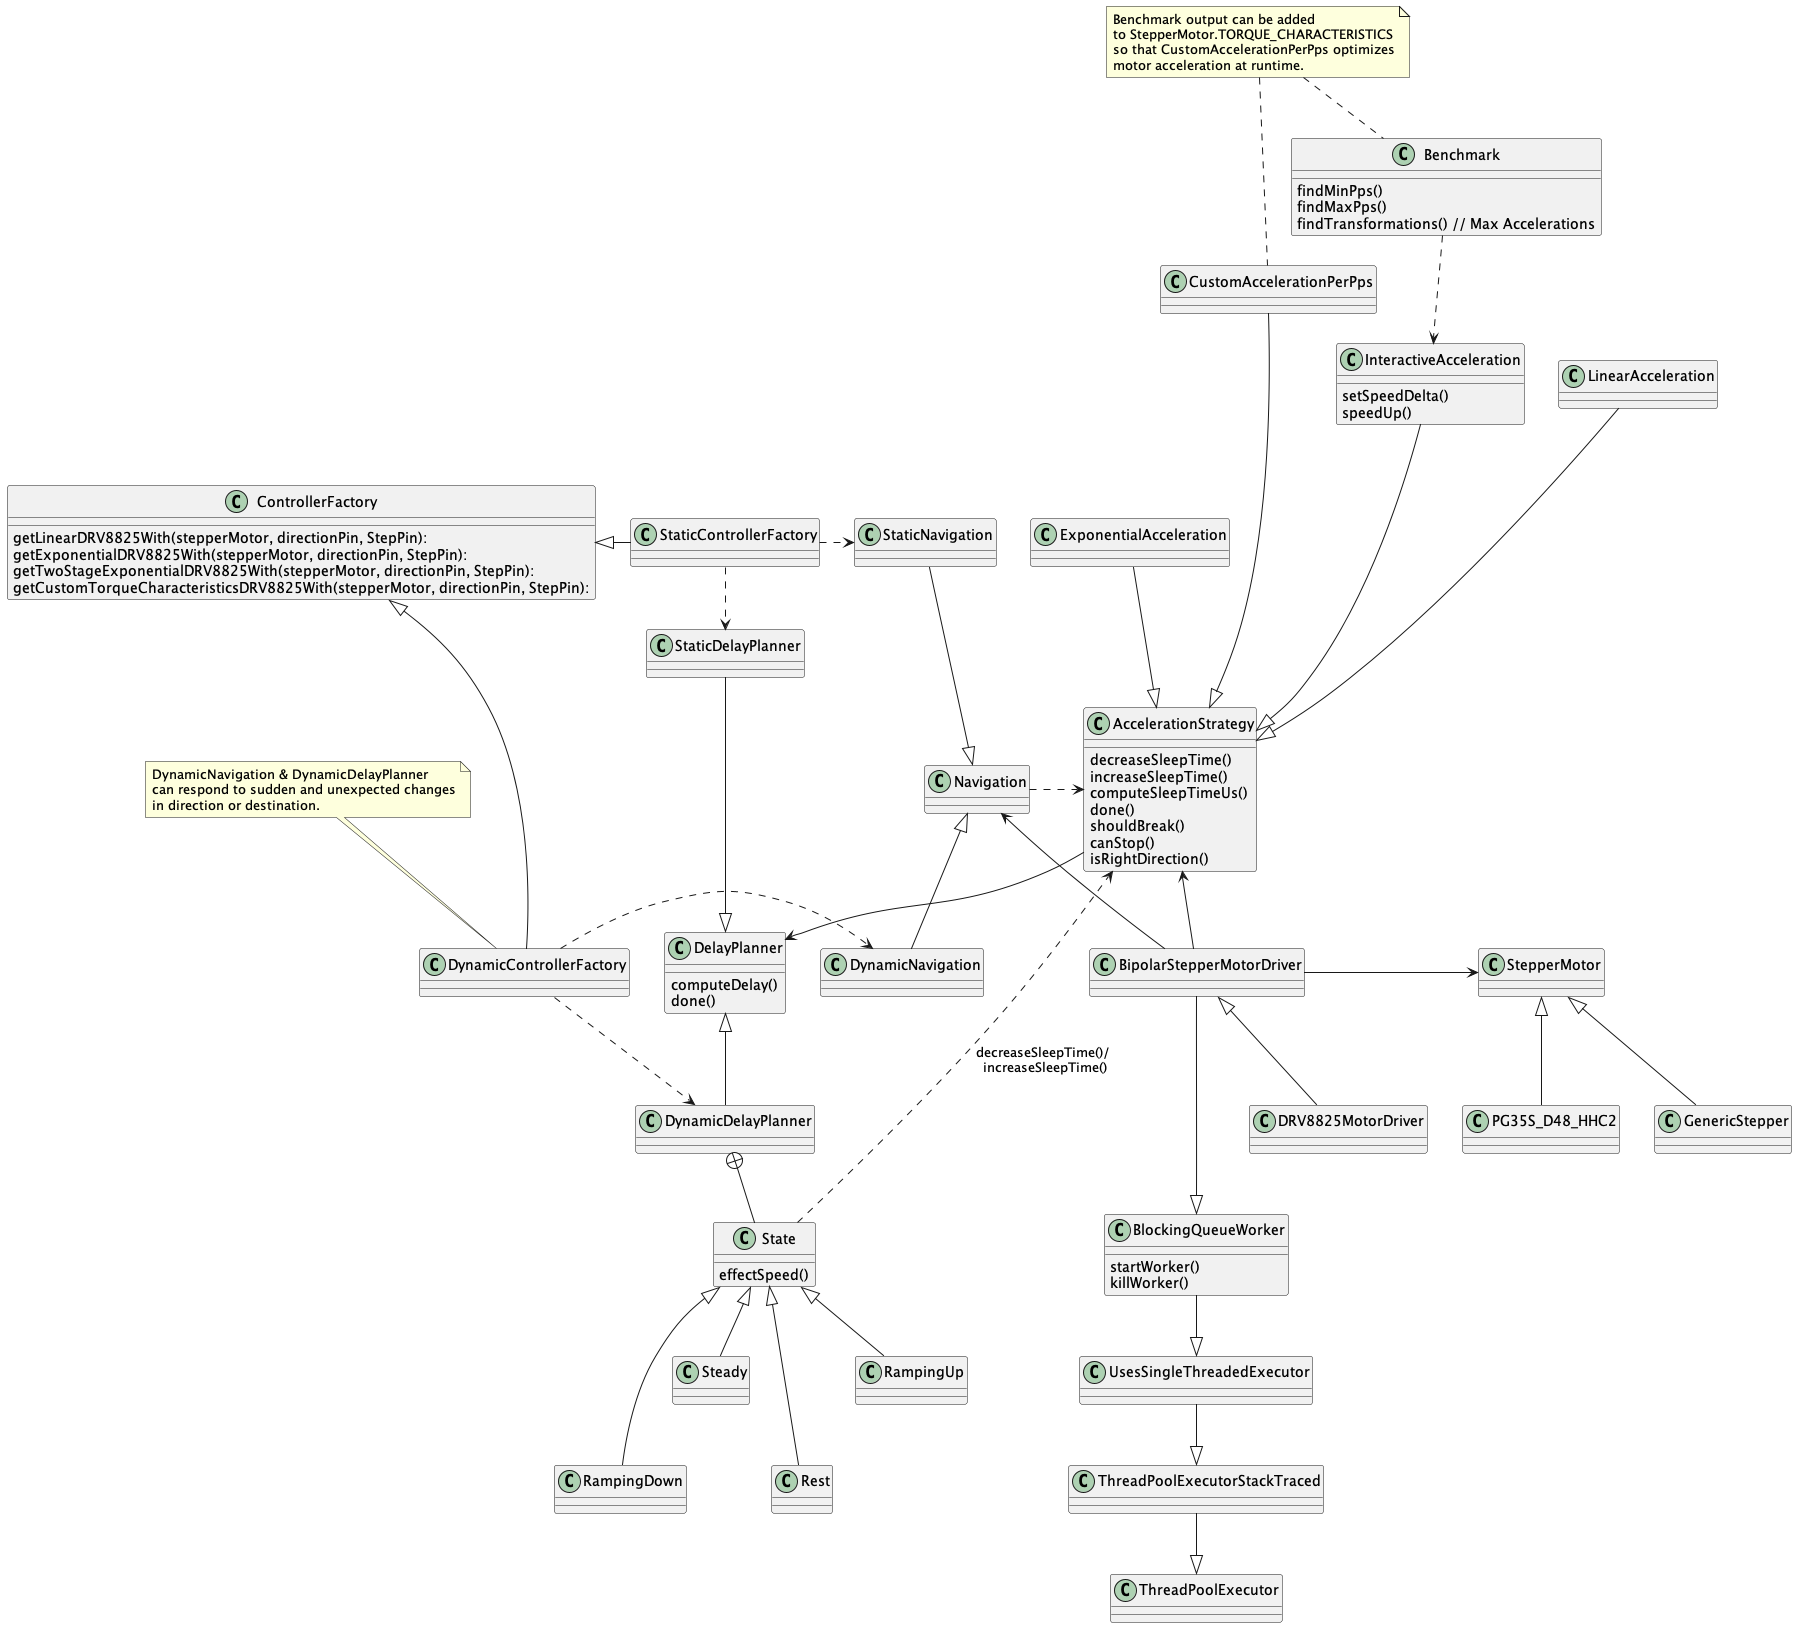 Benchmark output can be added
to StepperMotor.TORQUE_CHARACTERISTICS
so that CustomAccelerationPerPps optimizes
motor acceleration at runtime.
C Benchmark
findMinPps()
findMaxPps()
findTransformations() // Max Accelerations
C CustomAccelerationPerPps
C InteractiveAcceleration
setSpeedDelta()
speedUp()
C LinearAcceleration
C ControllerFactory
getLinearDRV8825With(stepperMotor, directionPin, StepPin):
getExponentialDRV8825With(stepperMotor, directionPin, StepPin):
getTwoStageExponentialDRV8825With(stepperMotor, directionPin, StepPin):
getCustomTorqueCharacteristicsDRV8825With(stepperMotor, directionPin, StepPin):
C StaticControllerFactory
C StaticNavigation
C ExponentialAcceleration
C StaticDelayPlanner
C AccelerationStrategy
decreaseSleepTime()
increaseSleepTime()
computeSleepTimeUs()
done()
shouldBreak()
canStop()
isRightDirection()
DynamicNavigation & DynamicDelayPlanner
can respond to sudden and unexpected changes
in direction or destination.
C Navigation
C DynamicControllerFactory
C DelayPlanner
computeDelay()
done()
C DynamicNavigation
C BipolarStepperMotorDriver
C StepperMotor
decreaseSleepTime()/
increaseSleepTime()
C DynamicDelayPlanner
C DRV8825MotorDriver
C PG35S_D48_HHC2
C GenericStepper
C State
effectSpeed()
C BlockingQueueWorker
startWorker()
killWorker()
C Steady
C RampingUp
C UsesSingleThreadedExecutor
C RampingDown
C Rest
C ThreadPoolExecutorStackTraced
C ThreadPoolExecutor